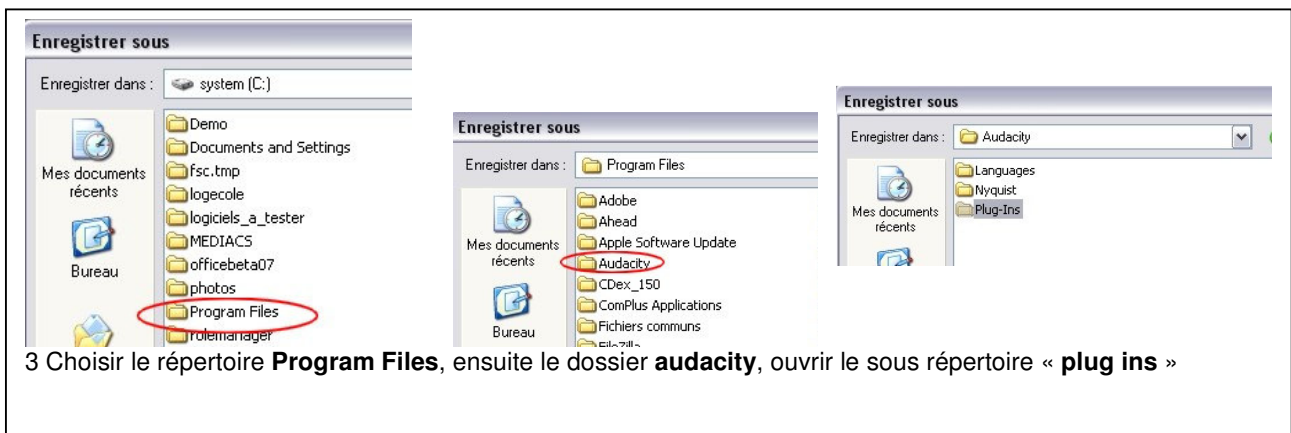 Enregistrer sous
Enregistrer dans :
system (C:)
Mes documents
récents
Bureau
Demo
Documents and Settings
fsc.tmp
logecole
logiciels_a_tester
MEDIACS
officebeta07
photos
Program Files
rolemanager
Enregistrer sous
Enregistrer dans :
Program Files
Mes documents
récents
Bureau
Adobe
Ahead
Apple Software Update
Audacity
CDex_150
ComPlus Applications
Fichiers communs
FileZilla
Enregistrer sous
Enregistrer dans :
Audacity
Mes documents
récents
Languages
Nyquist
Plug-Ins
3 Choisir le répertoire Program Files, ensuite le dossier audacity, ouvrir le sous répertoire « plug ins »